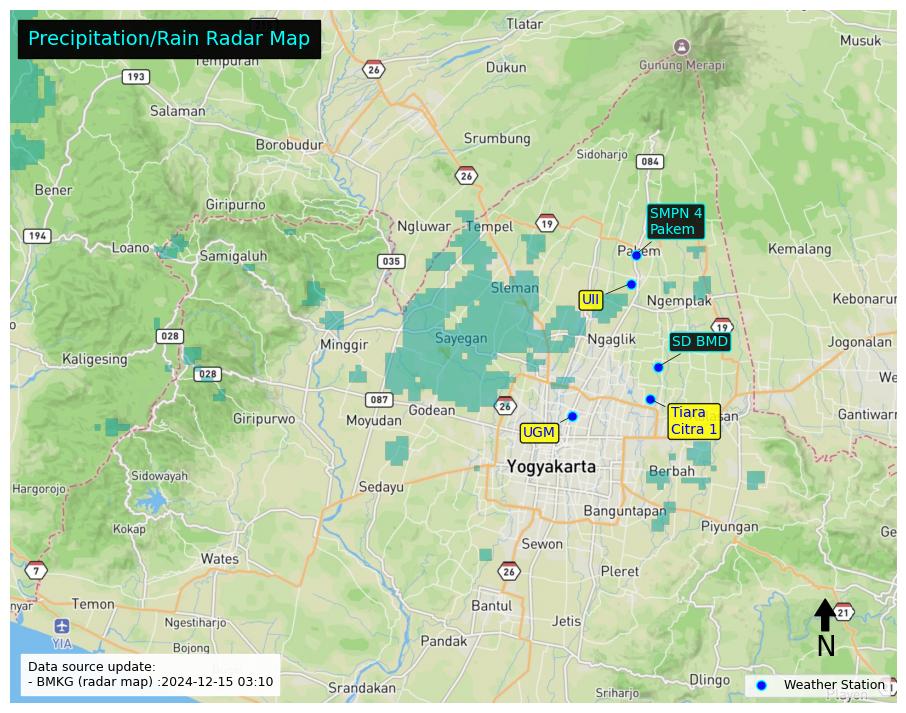 Precipitation/Rain Radar Map
Tlatar
Musuk
26
Gunung Merapi
193
Dukun
Salaman
Srumbung
Borobudur
Sidoharjo
084
Bener
26
Giripurno
SMPN 4
Pakem
194
Loano
Samigaluh
Ngluwar
Tempel
19
Pakem
Kemalang
035
UII
Sleman
Ngemplak
Kebonaru
028
Minggir
Sayegan
Ngaglik
19
SD BMD
Jogonalan
Kaligesing
028
087
Godean
26
Giripurwo
Moyudan
Tiara
Citra 1
Gantiwarn
UGM
Yogyakarta
Sidowayah
Berbah
Hargorojo
Sedayu
Banguntapan
Kokap
Piyungan
Sewon
Wates
7
26
Pleret
Temon
Bantul
21
Ngestiharjo
Jetis
YIA
Bojong
Pandak
N
Data source update:
- BMKG (radar map) :2024-12-15 03:10
Srandakan
Sriharjo
Dlingo
Weather Station